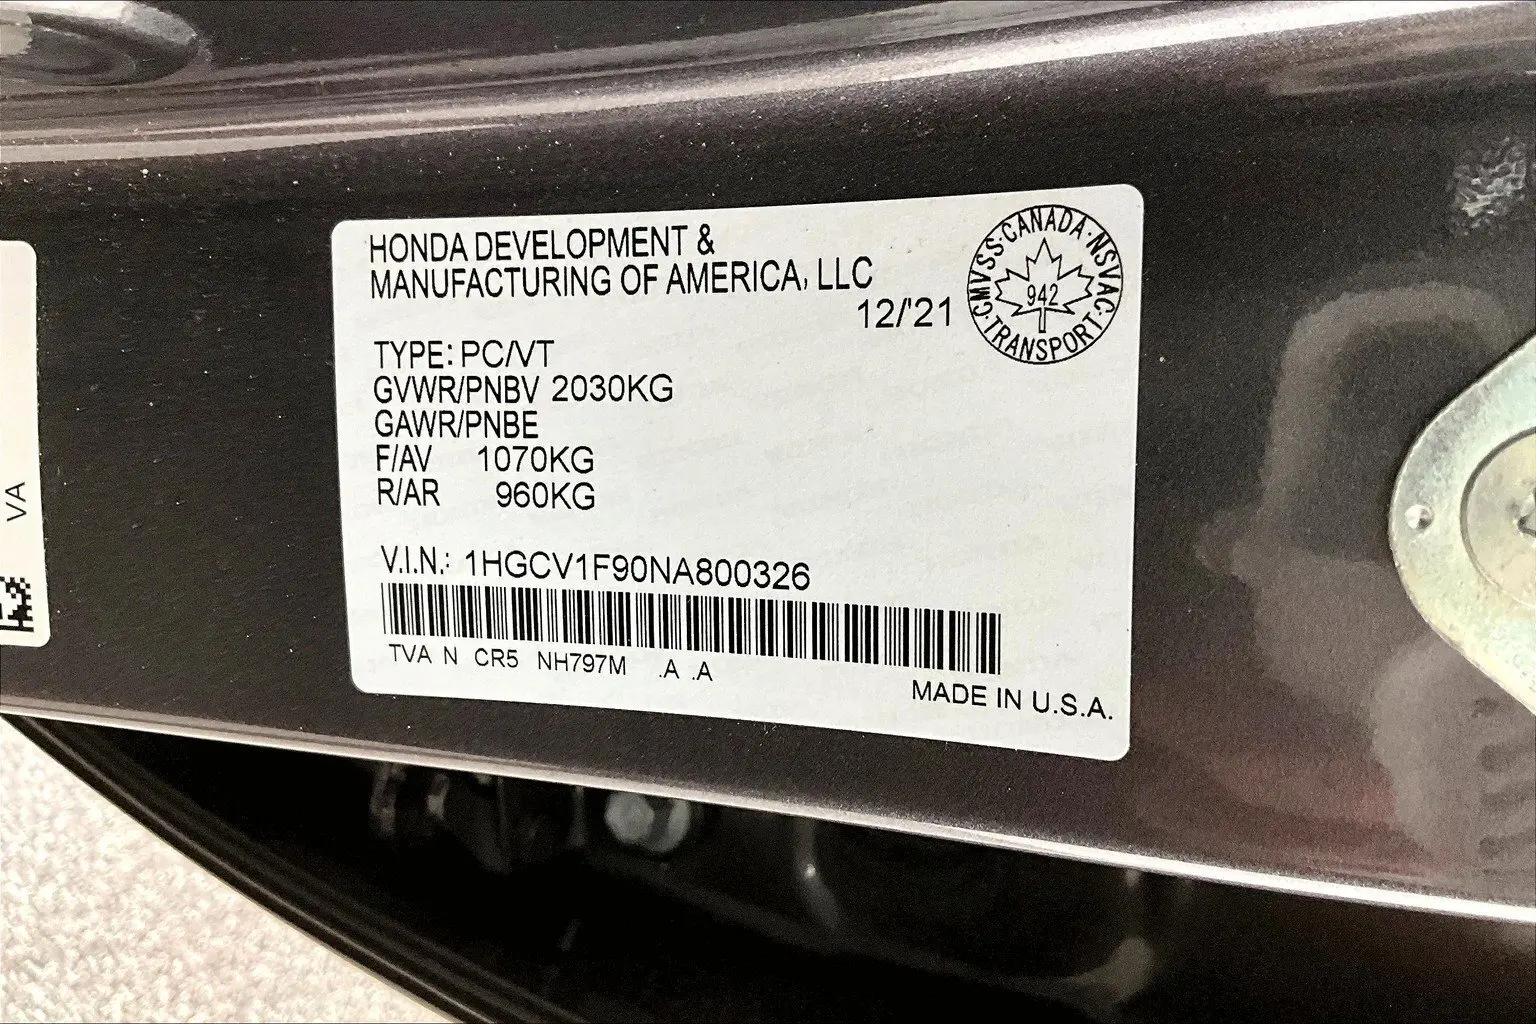 HONDA DEVELOPMENT &
MANUFACTURING OF AMERICA, LLC
12/'21
CMVSS·CANADA·NSVAC·TRANSPORT·
942
TYPE: PC/VT
GVWR/PNBV 2030KG
GAWR/PNBE
F/AV 1070KG
R/AR 960KG
V.I.N.: 1HGCV1F90NA800326
TVA N CR5 NH797M .A .A
MADE IN U.S.A.
VA